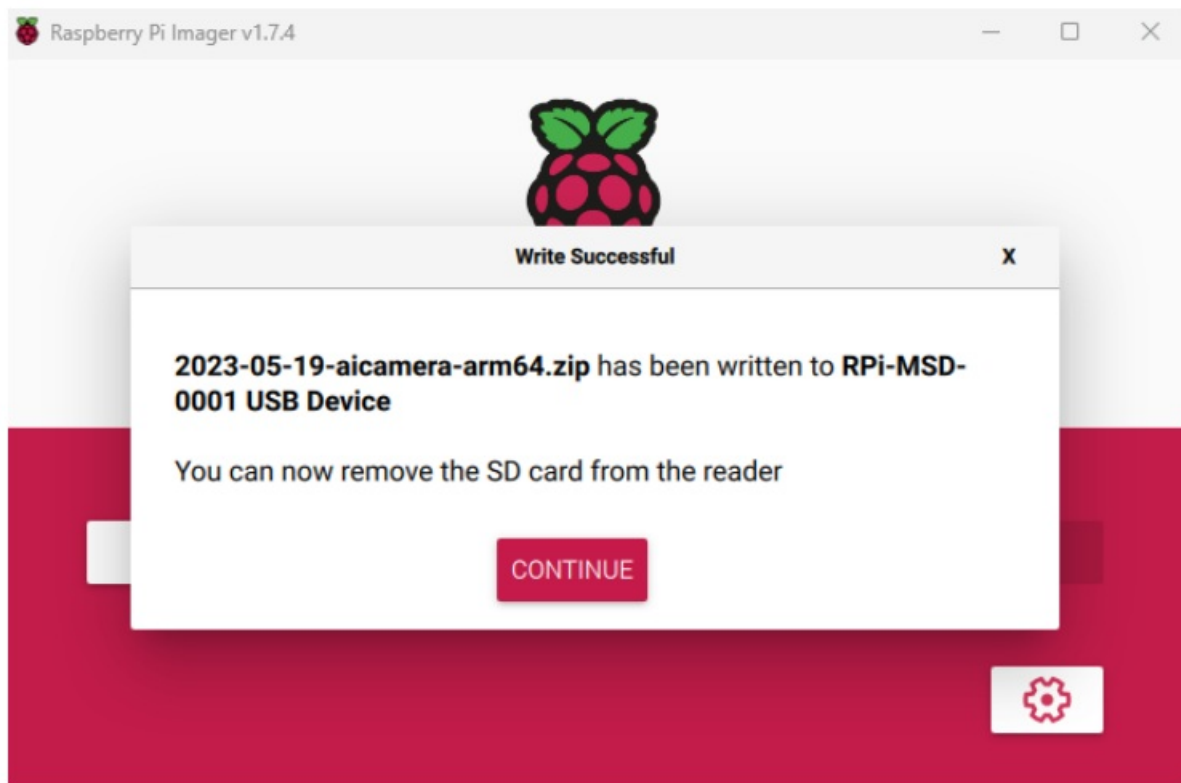 Raspberry Pi Imager v1.7.4
Write Successful
X
2023-05-19-aicamera-arm64.zip has been written to RPi-MSD-
0001 USB Device
You can now remove the SD card from the reader
CONTINUE